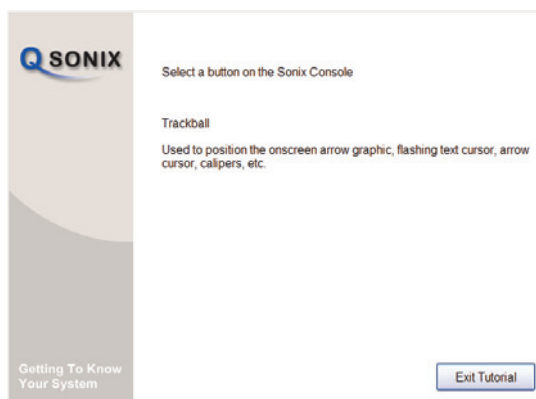 Q SONIX
Select a button on the Sonix Console
Trackball
Used to position the onscreen arrow graphic, flashing text cursor, arrow
cursor, calipers, etc.
Getting To Know
Your System
Exit Tutorial